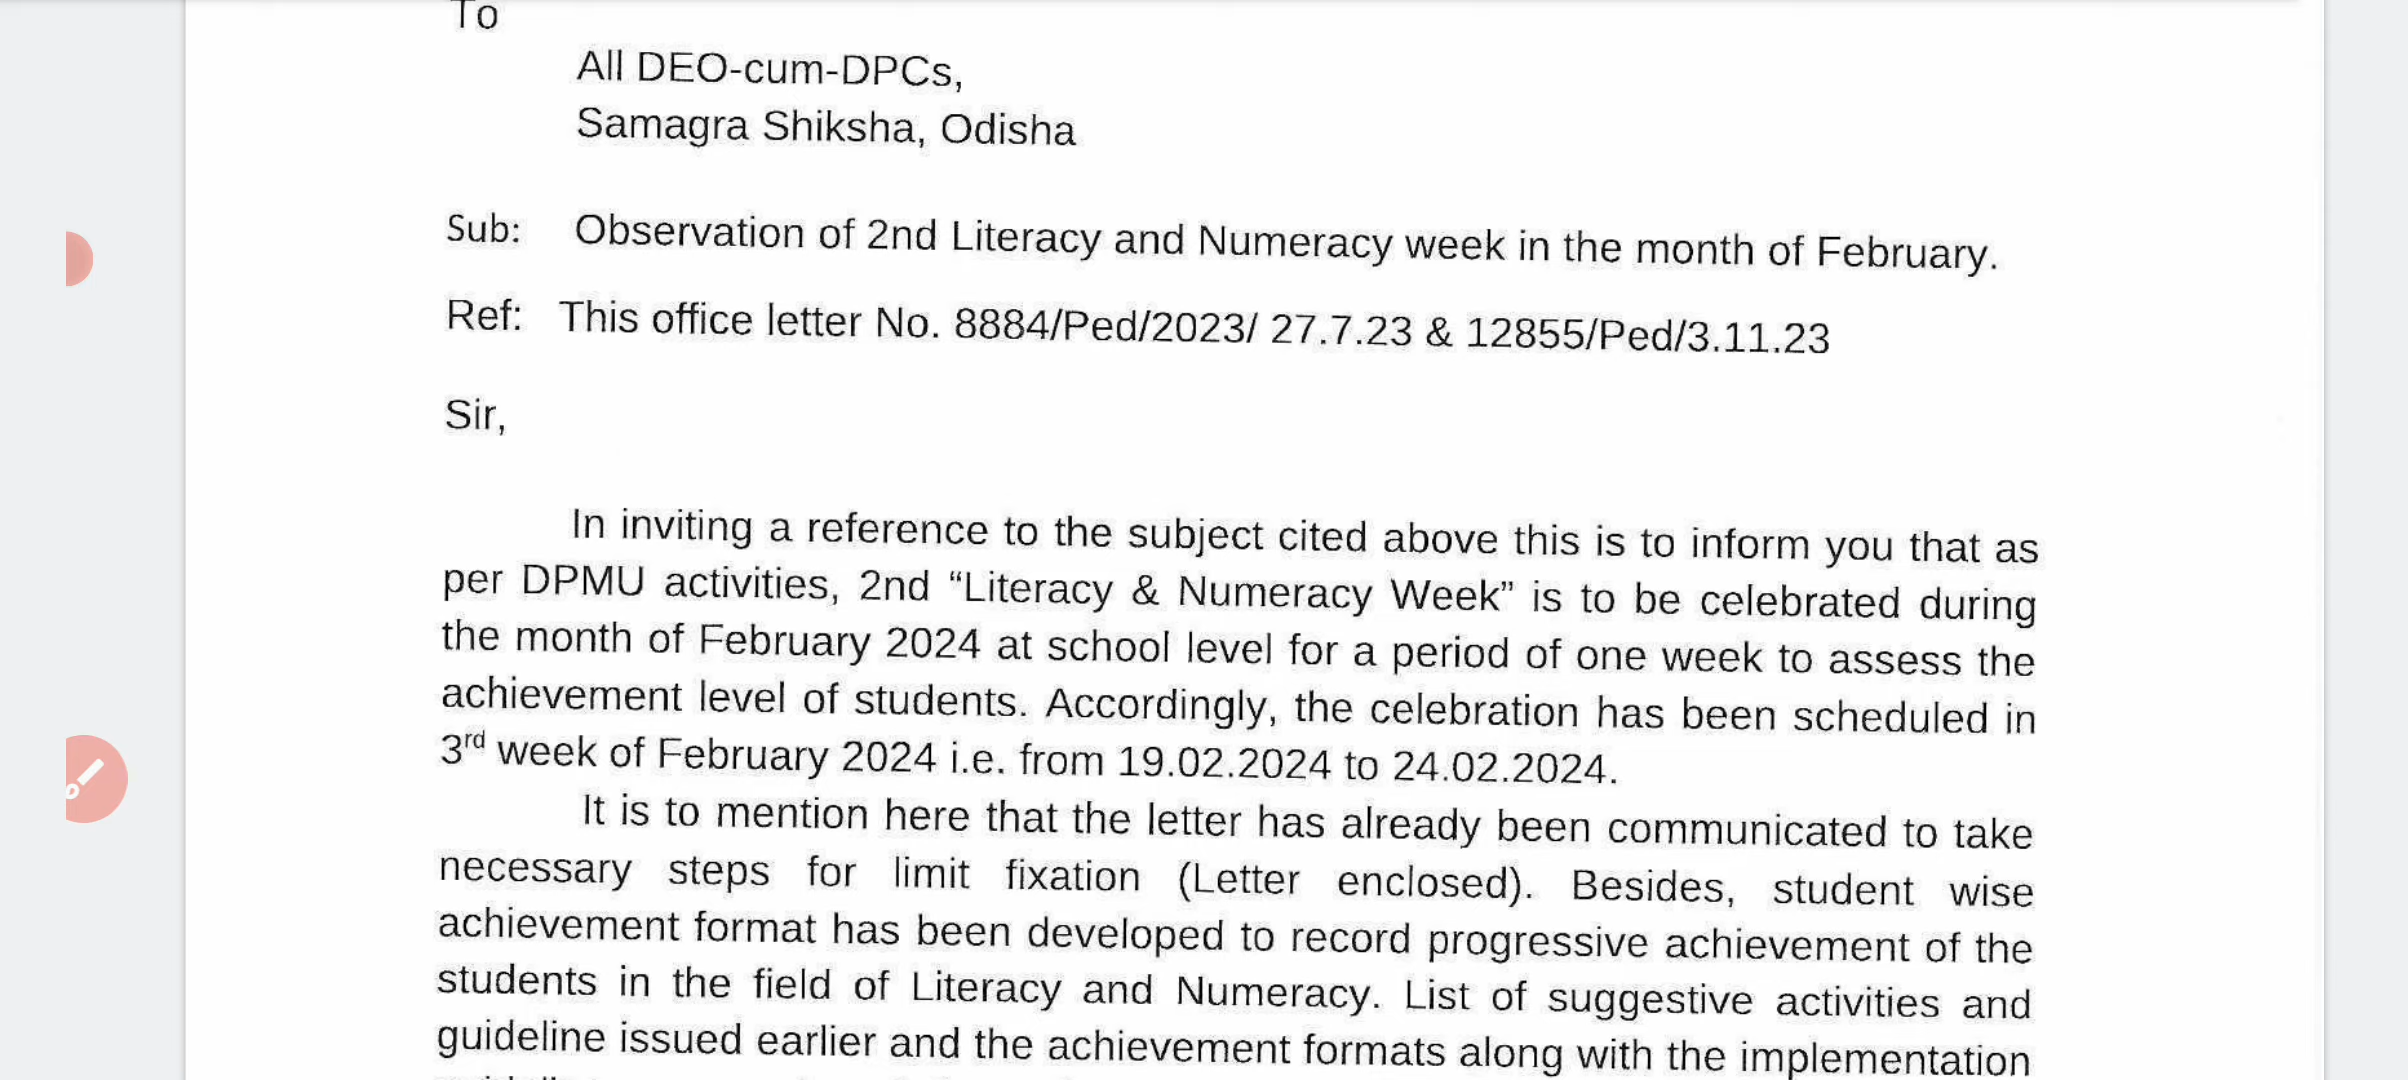 To
All DEO-cum-DPCs,
Samagra Shiksha, Odisha
Sub: Observation of 2nd Literacy and Numeracy week in the month of February.
Ref: This office letter No. 8884/Ped/2023/ 27.7.23 & 12855/Ped/3.11.23
Sir,
In inviting a reference to the subject cited above this is to inform you that as
per DPMU activities, 2nd “Literacy & Numeracy Week” is to be celebrated during
the month of February 2024 at school level for a period of one week to assess the
achievement level of students. Accordingly, the celebration has been scheduled in
3rd week of February 2024 i.e. from 19.02.2024 to 24.02.2024.
It is to mention here that the letter has already been communicated to take
necessary steps for limit fixation (Letter enclosed). Besides, student wise
achievement format has been developed to record progressive achievement of the
students in the field of Literacy and Numeracy. List of suggestive activities and
guideline issued earlier and the achievement formats along with the implementation